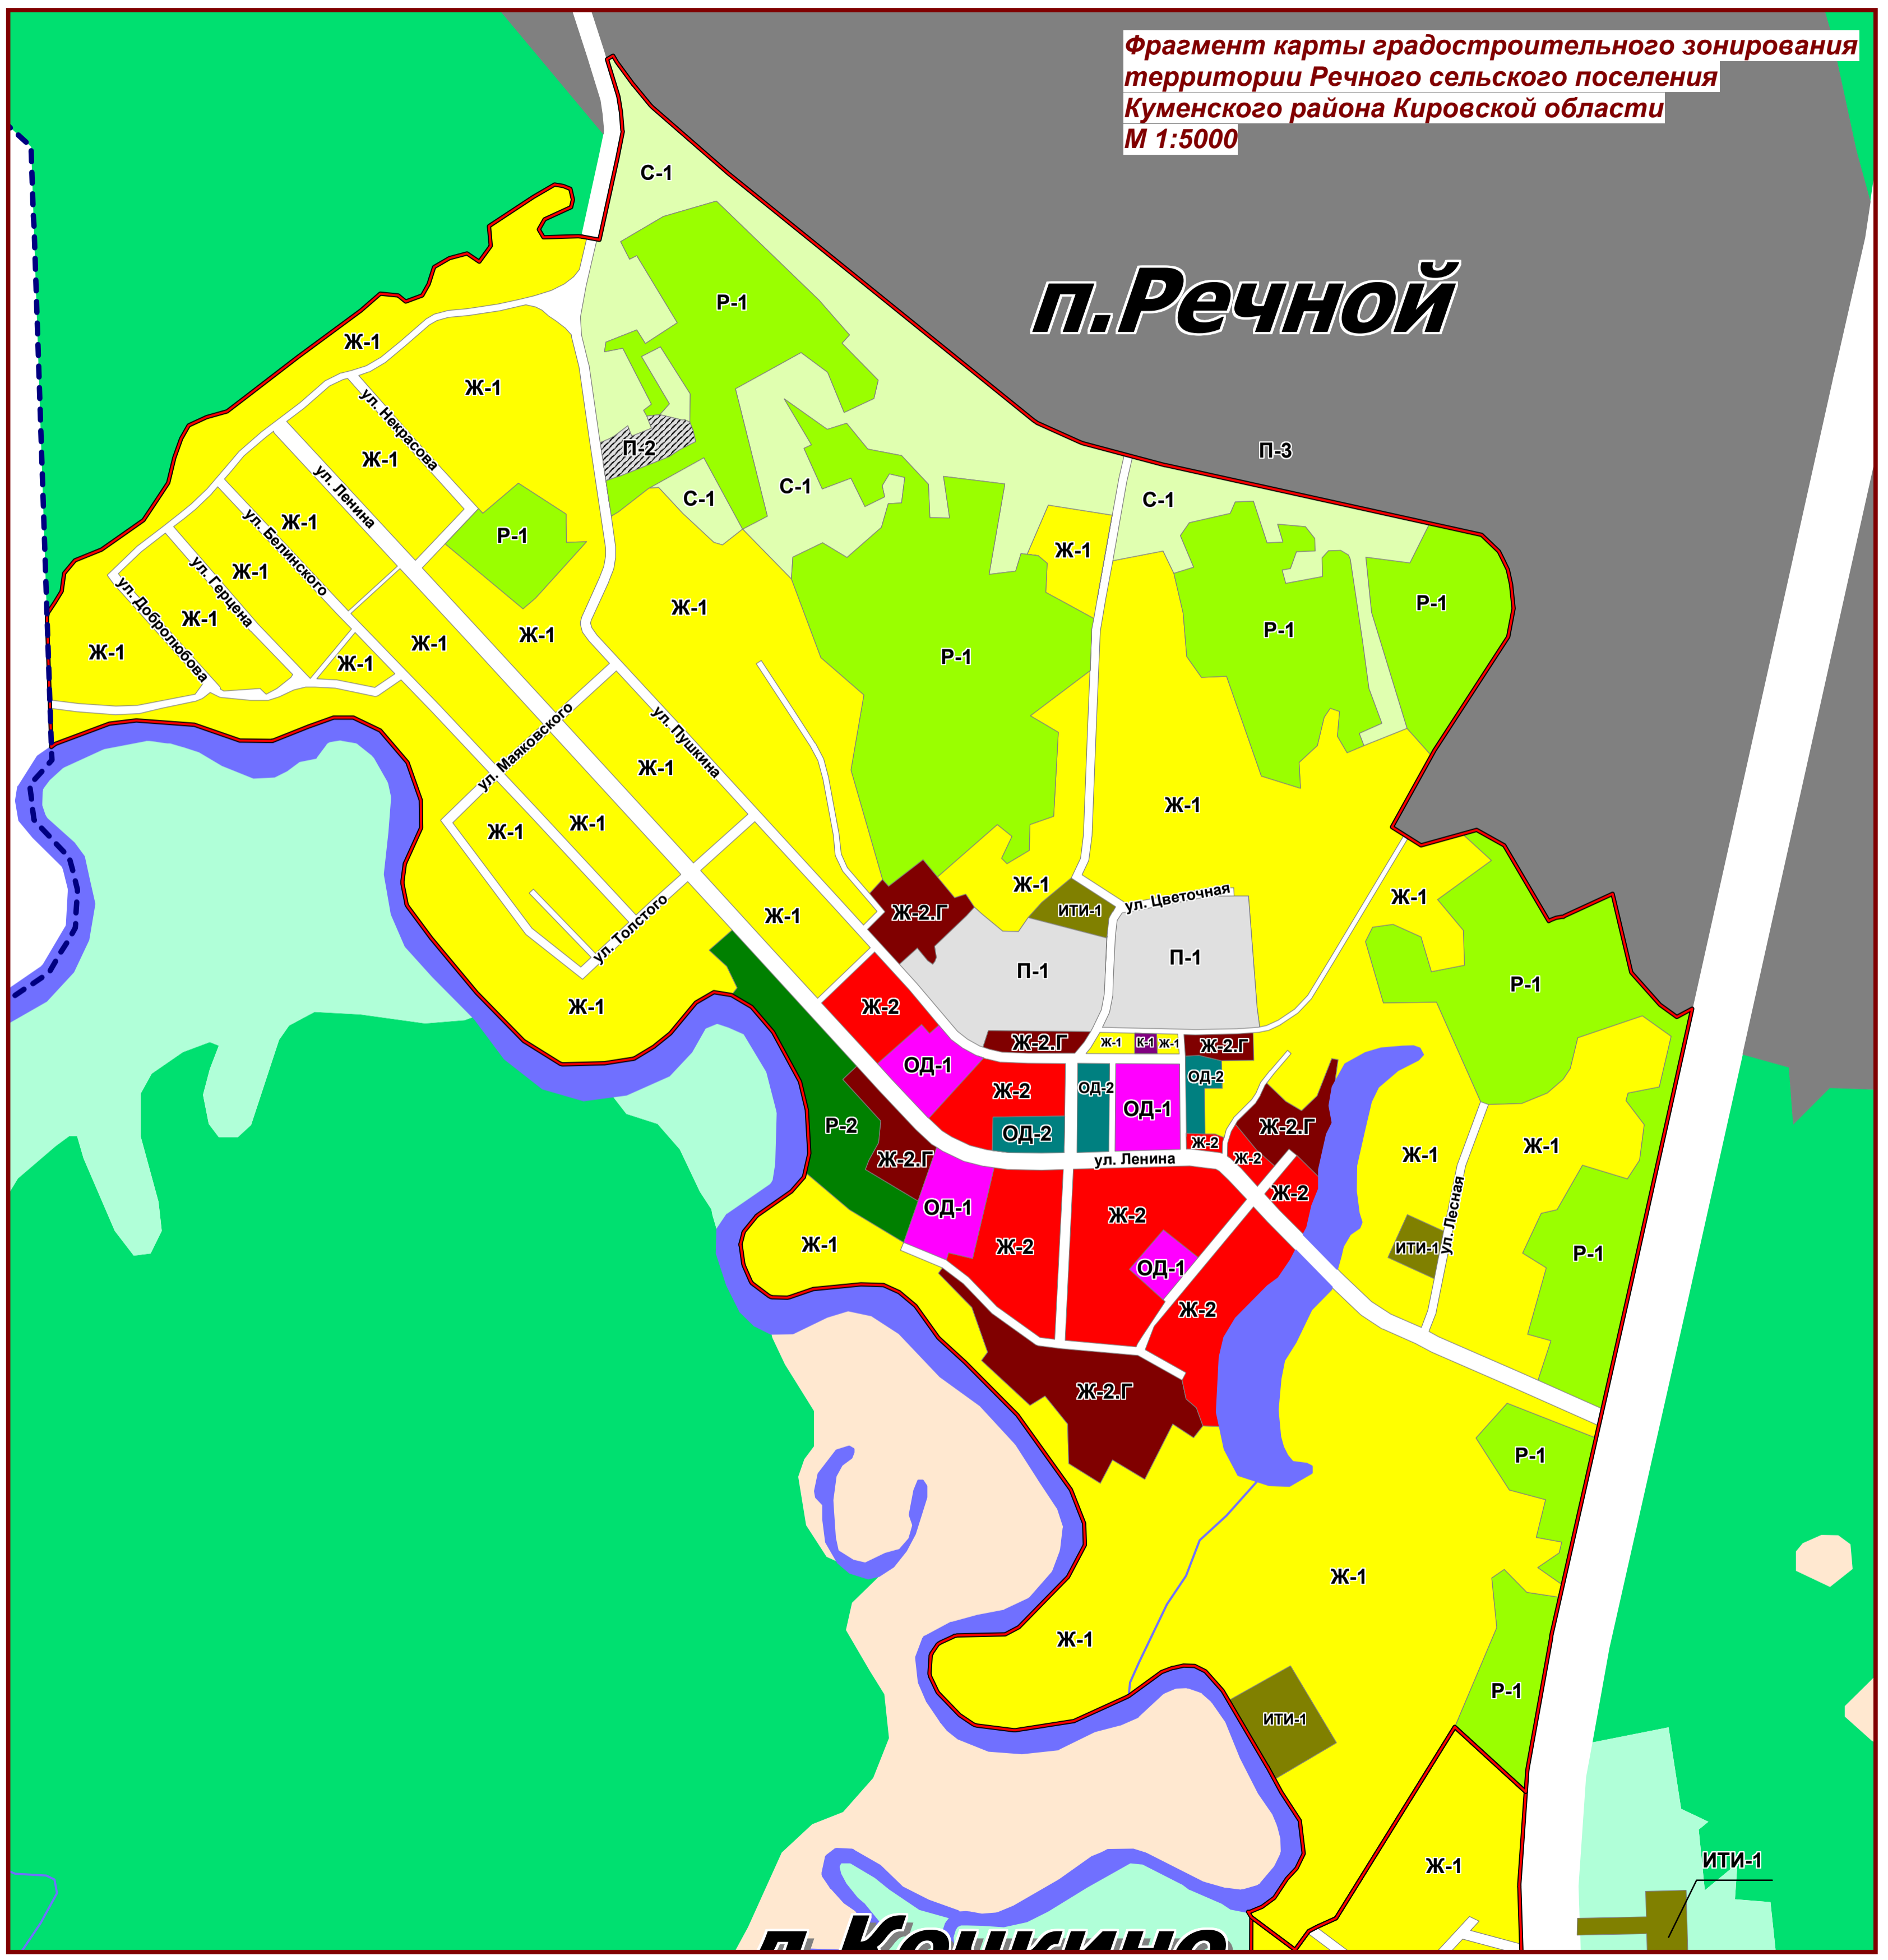 Фрагмент карты градостроительного зонирования
территории Речного сельского поселения
Куменского района Кировской области
М 1:5000
С-1
п.Речной
Р-1
Ж-1
Ж-1
ул. Некрасова
П-2
П-3
Ж-1
ул. Ленина
С-1
С-1
С-1
Ж-1
ул. Белинского
Р-1
Ж-1
Ж-1
ул. Герцена
Ж-1
Ж-1
ул. Добролюбова
Р-1
Ж-1
Р-1
Ж-1
Ж-1
Ж-1
Ж-1
Р-1
ул. Маяковского
ул. Пушкина
Ж-1
Ж-1
Ж-1
Ж-1
Ж-1
Ж-1
ул. Цветочная
Ж-2.Г
ИТИ-1
Ж-1
ул. Толстого
П-1
П-1
Р-1
Ж-1
Ж-2
Ж-2.Г
Ж-1
К-1
Ж-1
Ж-2.Г
ОД-1
ОД-2
Ж-2
ОД-2
ОД-1
Р-2
ОД-2
Ж-2.Г
Ж-2
Ж-1
Ж-1
Ж-2.Г
ул. Ленина
Ж-2
Ж-2
ОД-1
Ж-2
ул. Лесная
Ж-1
Ж-2
ИТИ-1
Р-1
ОД-1
Ж-2
Ж-2.Г
Р-1
Ж-1
Ж-1
Р-1
ИТИ-1
Ж-1
ИТИ-1